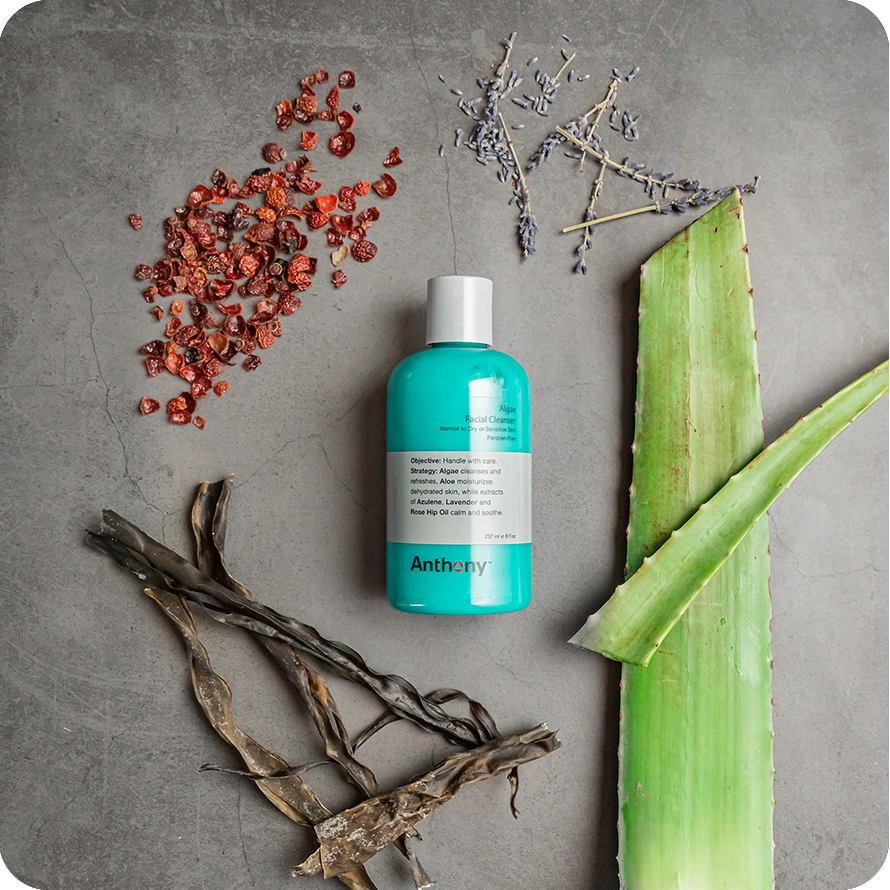 Algae
Facial Cleanser
Normal to Dry or Sensitive Skin
Paraben Free
Objective: Handle with care.
Strategy: Algae cleanses and
refreshes, Aloe moisturizes
dehydrated skin, while extracts
of Azulene, Lavender and
Rose Hip Oil calm and soothe.
237 ml e 8 fl oz
Anthony™